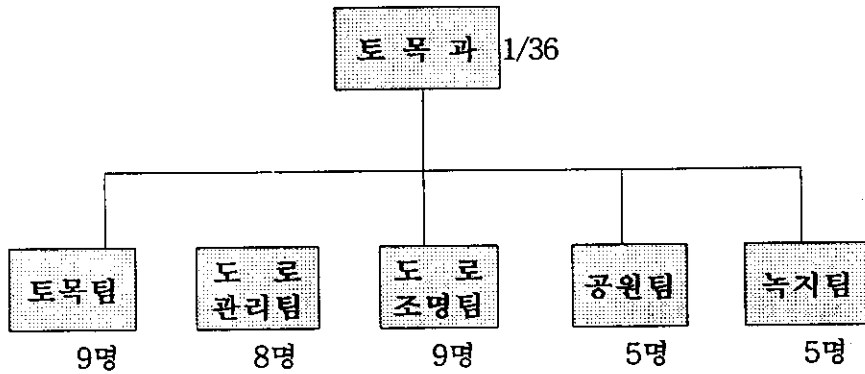 토 목 과 1/36
토목팀
도 로
관리팀
도 로
조명팀
공원팀
녹지팀
9명
8명
9명
5명
5명